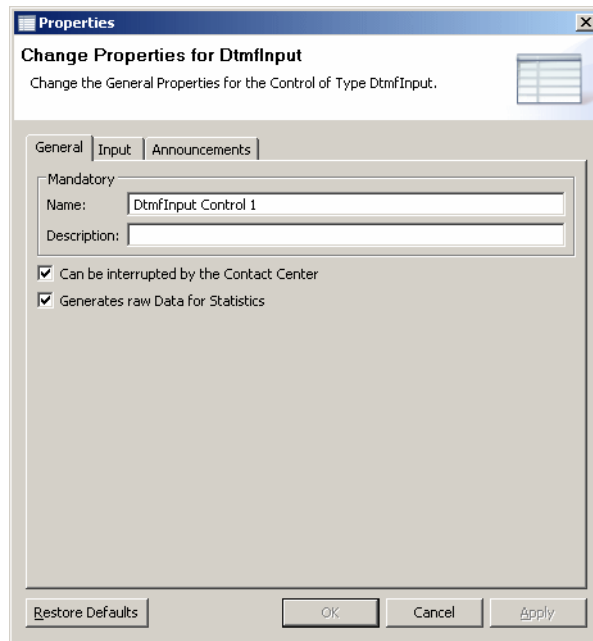 Properties
Change Properties for DtmfInput
Change the General Properties for the Control of Type DtmfInput.
General Input Announcements
Mandatory
Name: DtmfInput Control 1
Description:
Can be interrupted by the Contact Center
Generates raw Data for Statistics
Restore Defaults OK Cancel Apply